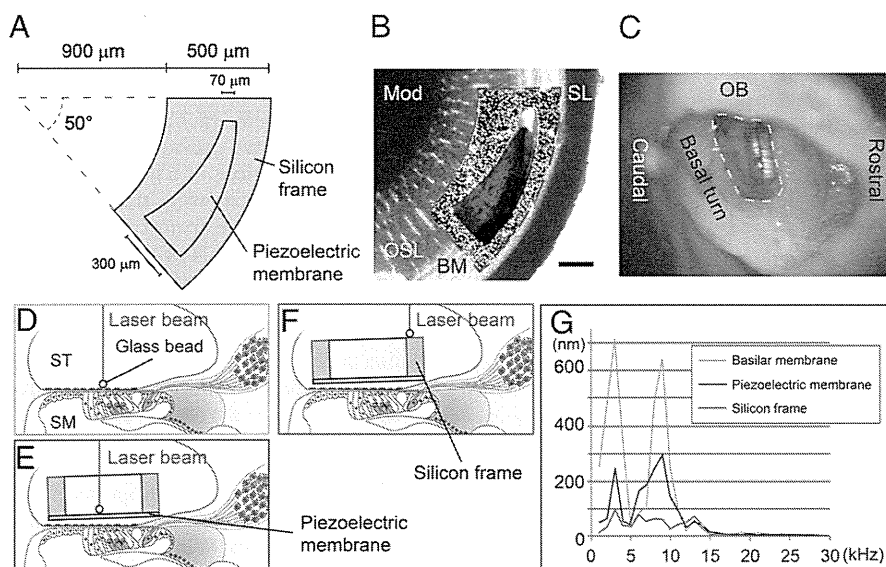 A
900 μm
500 μm
70 μm
50°
Silicon frame
Piezoelectric membrane
300 μm
B
Mod
SL
OSL
BM
C
OB
Caudal
Basal turn
Rostral
D
Laser beam
Glass bead
ST
SM
E
Laser beam
Piezoelectric membrane
F
Laser beam
Silicon frame
G
(nm)
600
400
200
0
0
5
10
15
20
25
30 (kHz)
Basilar membrane
Piezoelectric membrane
Silicon frame